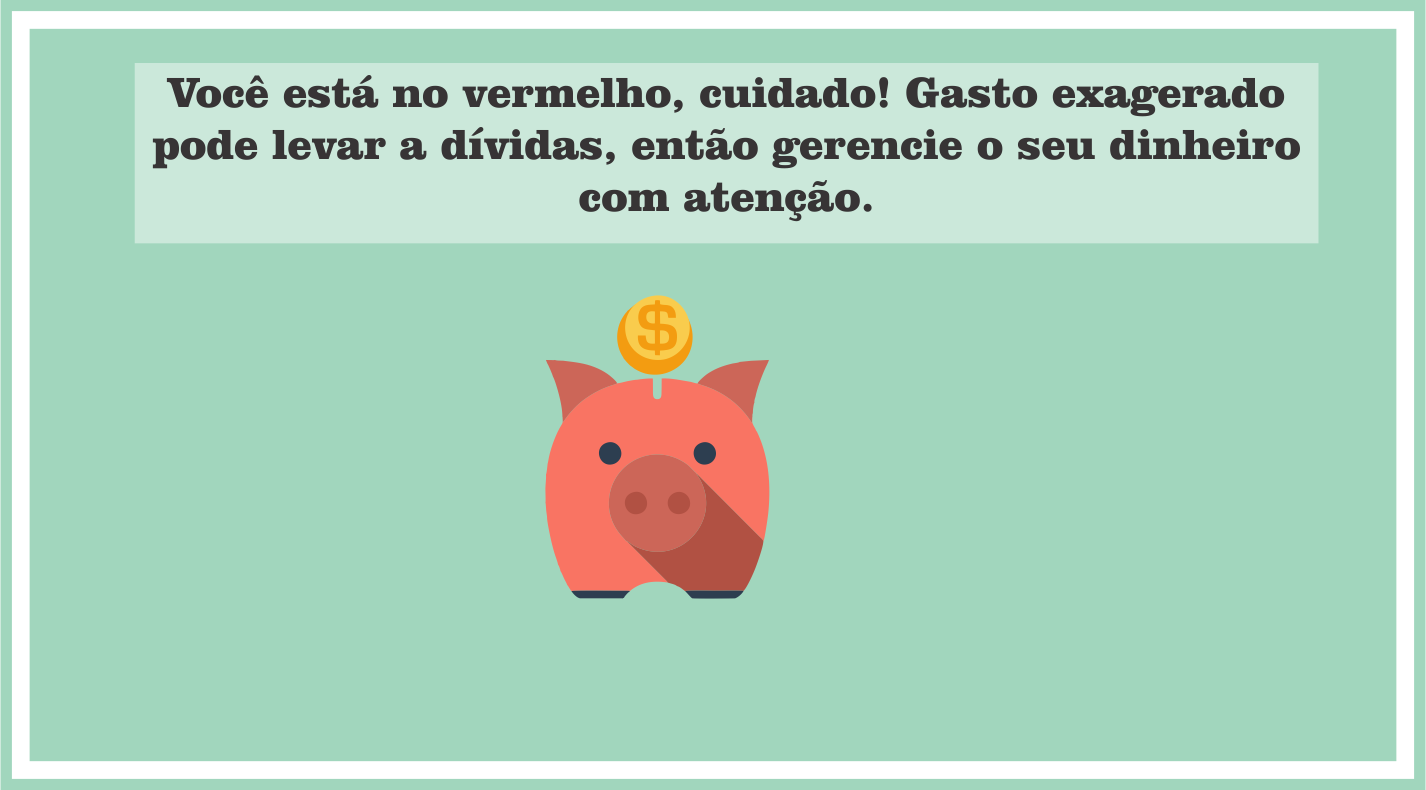 Você está no vermelho, cuidado! Gasto exagerado
pode levar a dívidas, então gerencie o seu dinheiro
com atenção.
$